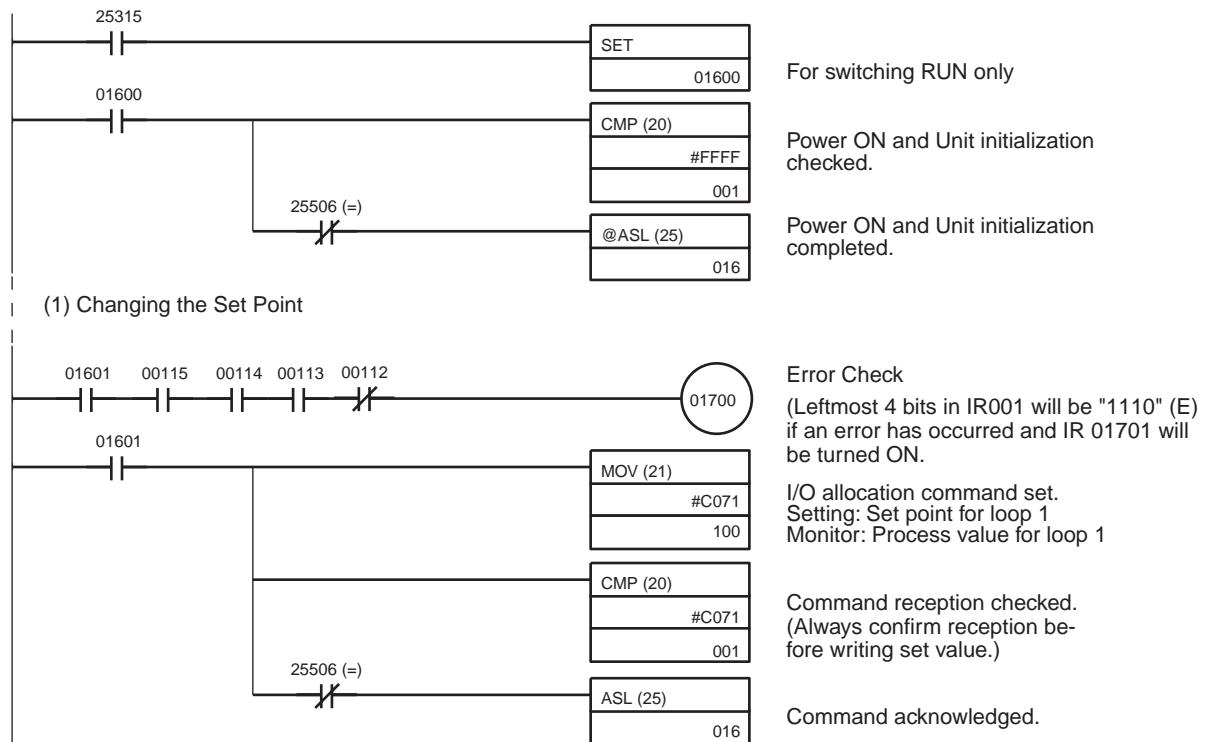 25315
SET
01600
For switching RUN only
01600
CMP (20)
#FFFF
001
Power ON and Unit initialization
checked.
25506 (=)
@ASL (25)
016
Power ON and Unit initialization
completed.
(1) Changing the Set Point
01601 00115 00114 00113 00112
01700
Error Check
(Leftmost 4 bits in IR001 will be "1110" (E)
if an error has occurred and IR 01701 will
be turned ON.
01601
MOV (21)
#C071
100
I/O allocation command set.
Setting: Set point for loop 1
Monitor: Process value for loop 1
CMP (20)
#C071
001
Command reception checked.
(Always confirm reception be-
fore writing set value.)
25506 (=)
ASL (25)
016
Command acknowledged.